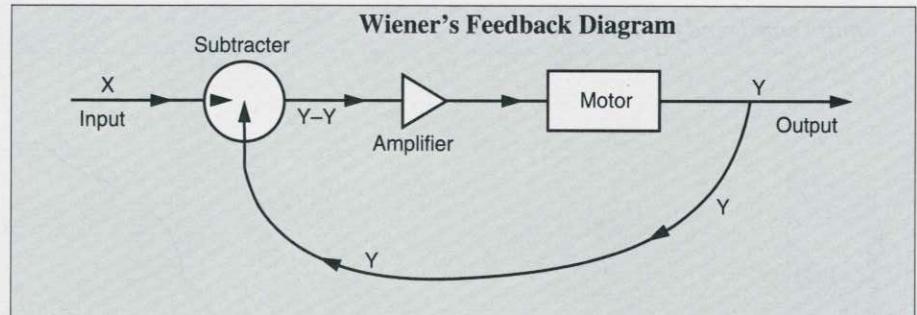 Wiener's Feedback Diagram
Subtracter
X
Input
Y–Y
Amplifier
Motor
Y
Output
Y
Y